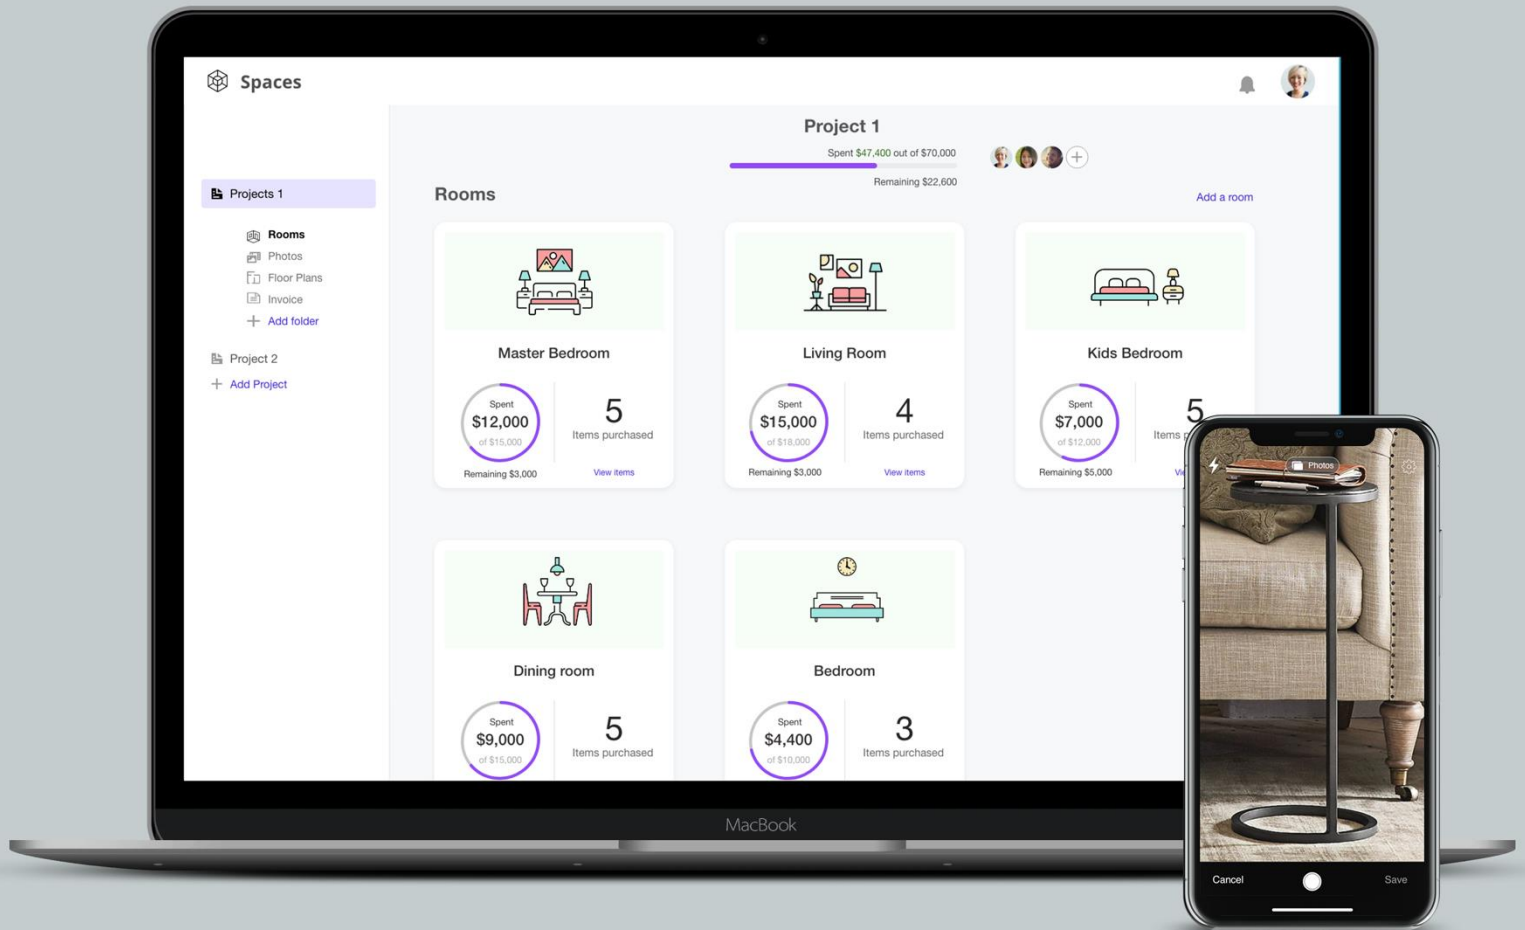 Spaces
Project 1
Spent $47,400 out of $70,000
Remaining $22,600
Projects 1
Rooms
Photos
Floor Plans
Invoice
Add folder
Project 2
Add Project
Rooms
Add a room
Master Bedroom
Spent
$12,000
of $15,000
Remaining $3,000
5
Items purchased
View items
Living Room
Spent
$15,000
of $18,000
Remaining $3,000
4
Items purchased
View items
Kids Bedroom
Spent
$7,000
of $12,000
Remaining $5,000
5
Items
Dining room
Spent
$9,000
of $15,000
5
Items purchased
Bedroom
Spent
$4,400
of $10,000
3
Items purchased
MacBook
Photos
Cancel
Save